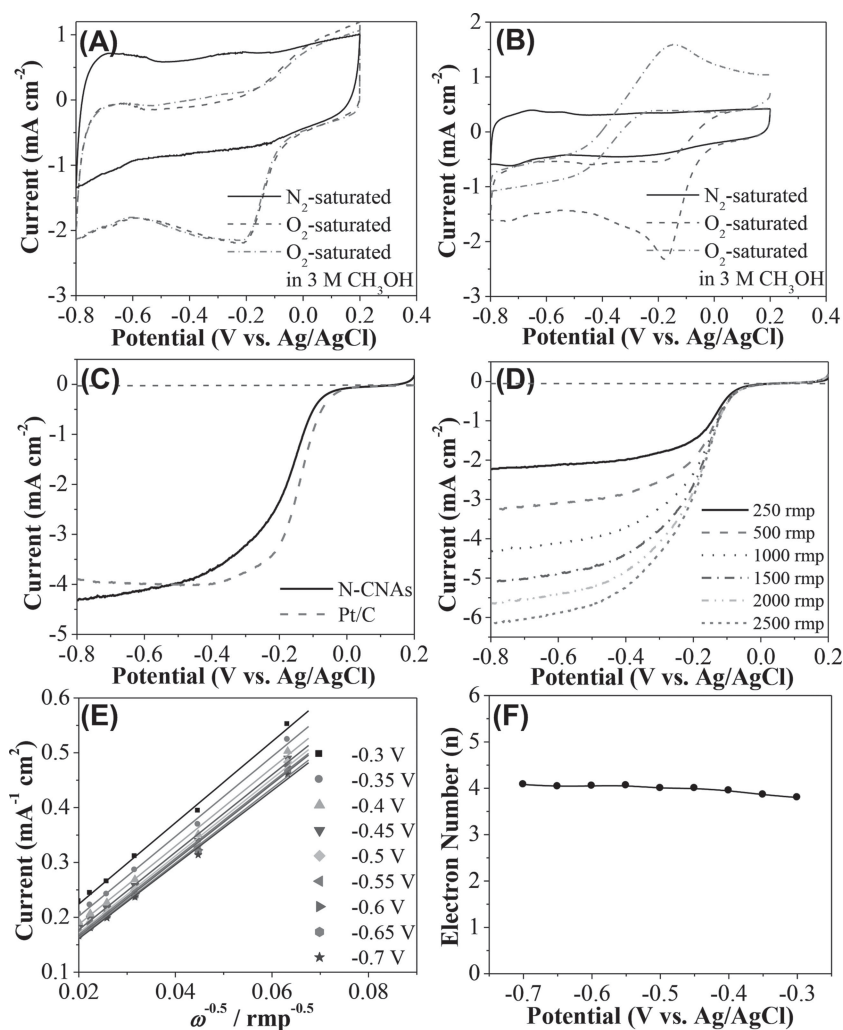 (A)
Current (mA cm⁻²)
1
0
-1
-2
-3
N₂-saturated
O₂-saturated
O₂-saturated
in 3 M CH₃OH
-0.8 -0.6 -0.4 -0.2 0.0 0.2 0.4
Potential (V vs. Ag/AgCl)
(B)
Current (mA cm⁻²)
2
1
0
-1
-2
-3
N₂-saturated
O₂-saturated
O₂-saturated
in 3 M CH₃OH
-0.8 -0.6 -0.4 -0.2 0.0 0.2 0.4
Potential (V vs. Ag/AgCl)
(C)
Current (mA cm⁻²)
0
-1
-2
-3
-4
-5
N-CNAs
Pt/C
-0.8 -0.6 -0.4 -0.2 0.0 0.2
Potential (V vs. Ag/AgCl)
(D)
Current (mA cm⁻²)
0
-1
-2
-3
-4
-5
-6
250 rmp
500 rmp
1000 rmp
1500 rmp
2000 rmp
2500 rmp
-0.8 -0.6 -0.4 -0.2 0.0 0.2
Potential (V vs. Ag/AgCl)
(E)
Current (mA⁻¹ cm²)
0.6
0.5
0.4
0.3
0.2
0.1
-0.3 V
-0.35 V
-0.4 V
-0.45 V
-0.5 V
-0.55 V
-0.6 V
-0.65 V
-0.7 V
0.02 0.04 0.06 0.08
ω⁻⁰·⁵ / rmp⁻⁰·⁵
(F)
Electron Number (n)
6
5
4
3
2
1
0
-0.7 -0.6 -0.5 -0.4 -0.3
Potential (V vs. Ag/AgCl)